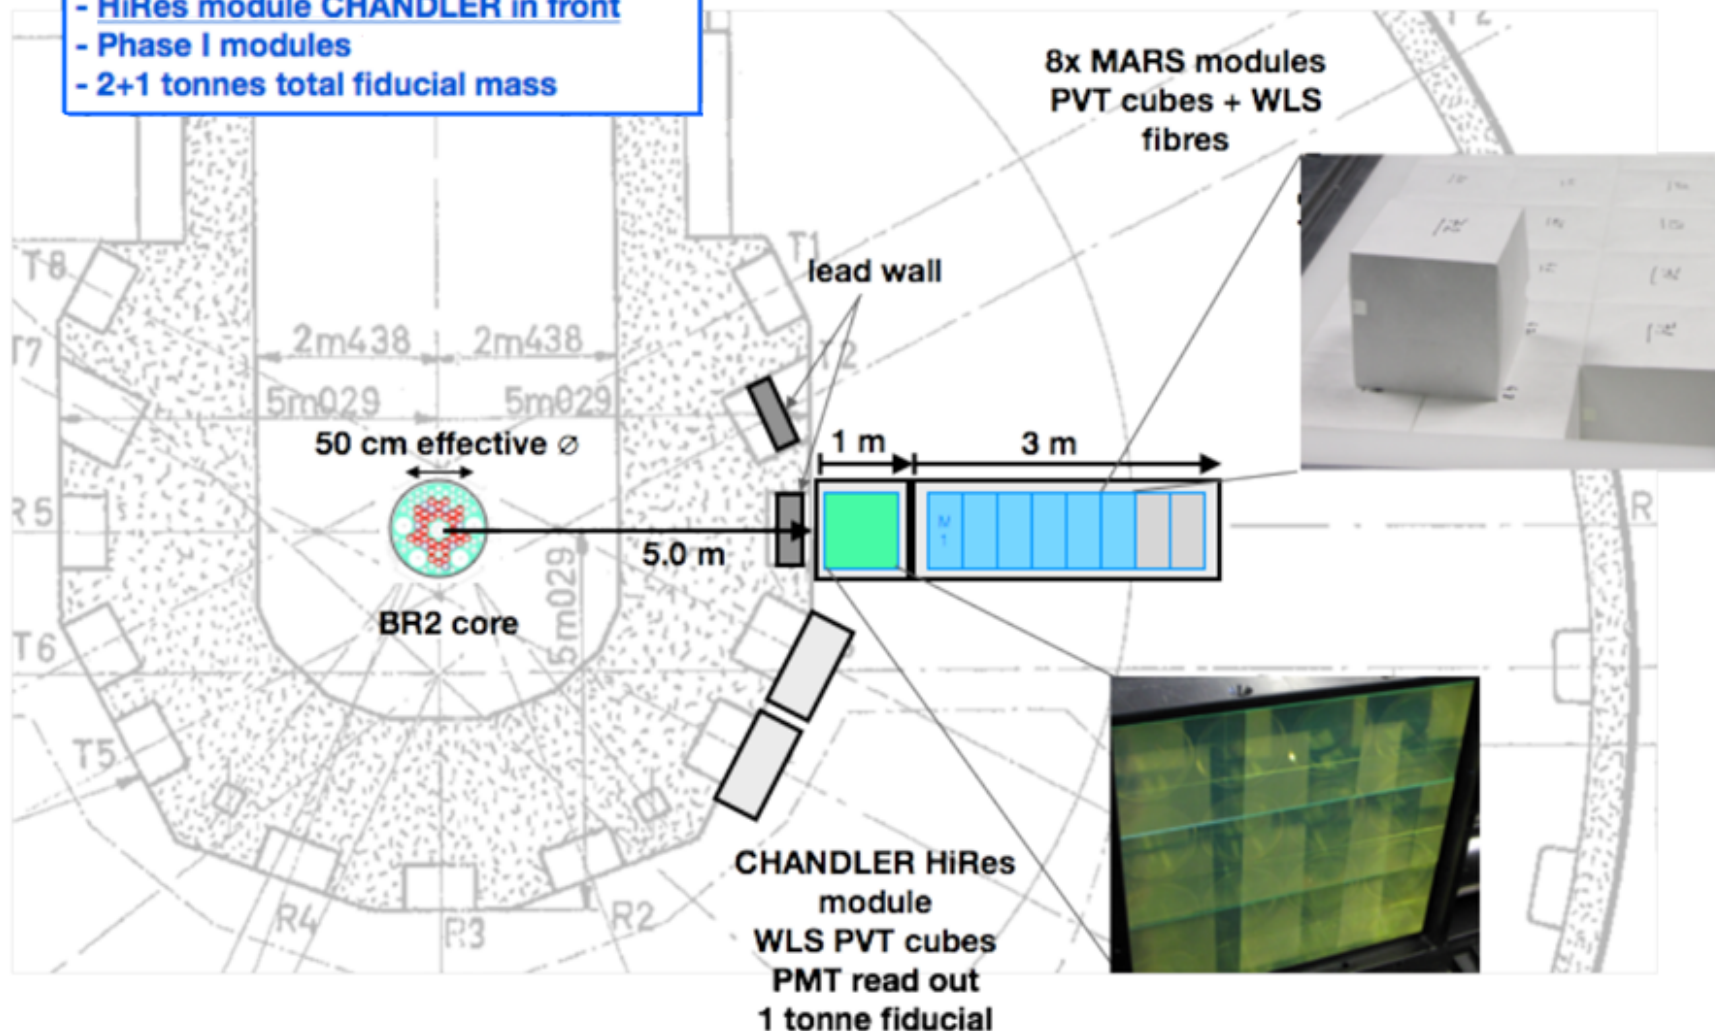 - HiRes module CHANDLER in front
- Phase I modules
- 2+1 tonnes total fiducial mass
8x MARS modules
PVT cubes + WLS
fibres
T8
T1
lead wall
T7
2m438
2m438
T2
5m029
5m029
50 cm effective ∅
1 m
3 m
R5
M
1
R
5.0 m
5m029
BR2 core
T6
T5
CHANDLER HiRes
module
WLS PVT cubes
PMT read out
1 tonne fiducial
R4
R3
R2